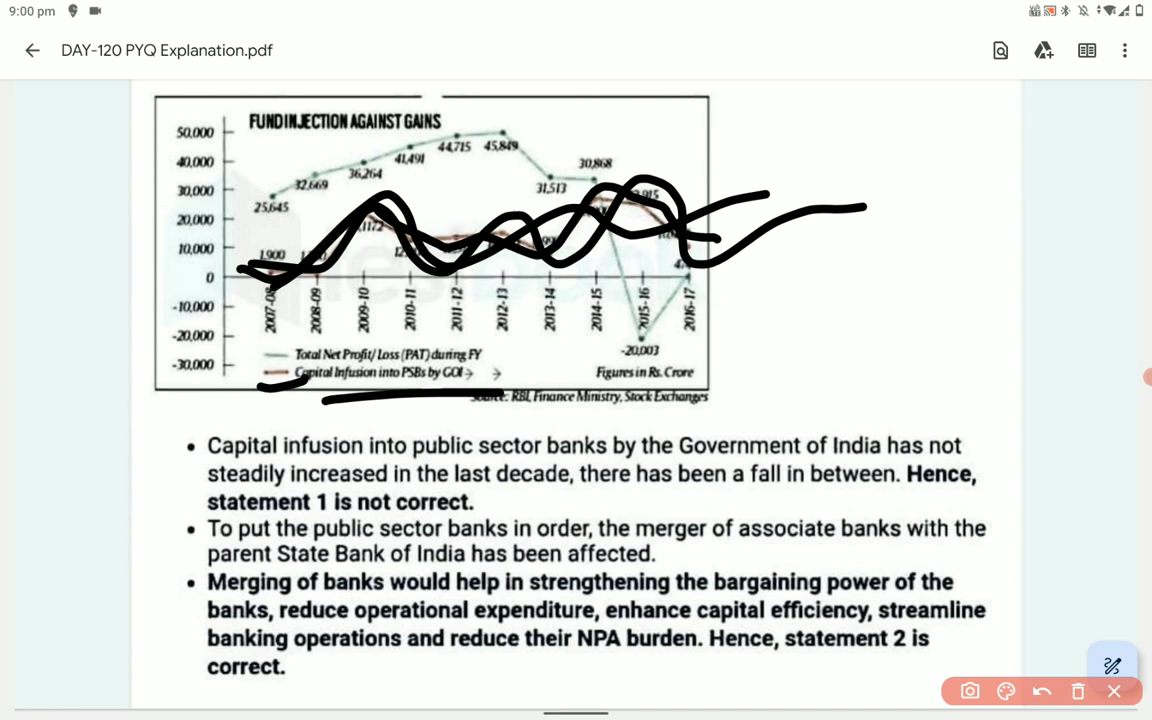 9:00 pm
DAY-120 PYQ Explanation.pdf
FUND INJECTION AGAINST GAINS
50,000
40,000
30,000
20,000
10,000
0
-10,000
-20,000
-30,000
25,645
32,669
36,264
41,491
44,715
45,849
31,513
30,868
-20,003
1,900
2007-08
2008-09
2009-10
2010-11
2011-12
2012-13
2013-14
2014-15
2015-16
2016-17
Total Net Profit/ Loss (PAT) during FY
Capital Infusion into PSBs by GOI
Figures in Rs. Crore
Source: RBI, Finance Ministry, Stock Exchanges
• Capital infusion into public sector banks by the Government of India has not
steadily increased in the last decade, there has been a fall in between. Hence,
statement 1 is not correct.
• To put the public sector banks in order, the merger of associate banks with the
parent State Bank of India has been affected.
• Merging of banks would help in strengthening the bargaining power of the
banks, reduce operational expenditure, enhance capital efficiency, streamline
banking operations and reduce their NPA burden. Hence, statement 2 is
correct.